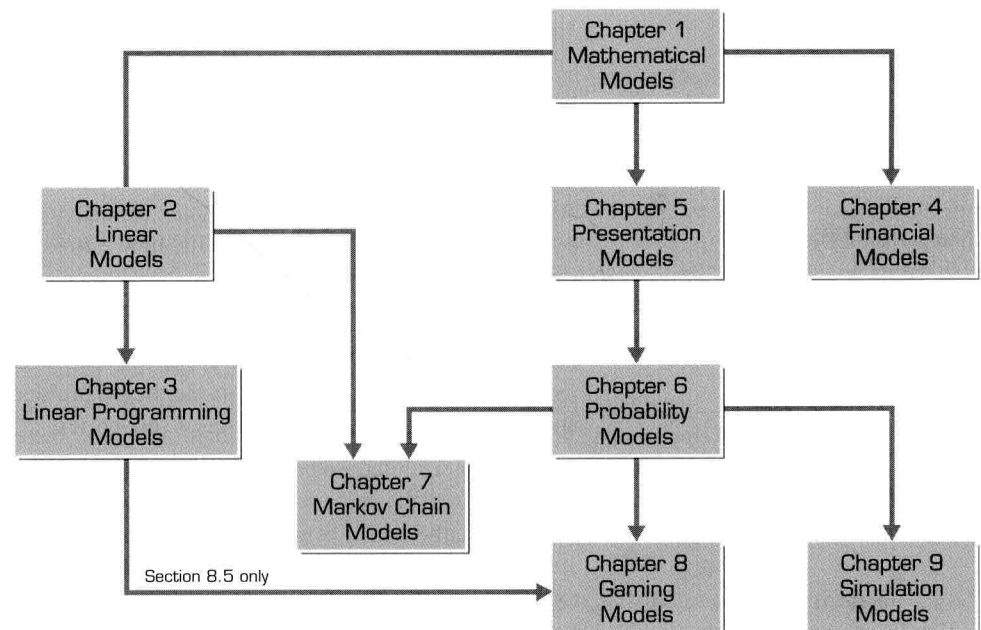 Chapter 1
Mathematical
Models
Chapter 2
Linear
Models
Chapter 5
Presentation
Models
Chapter 4
Financial
Models
Chapter 3
Linear Programming
Models
Chapter 6
Probability
Models
Chapter 7
Markov Chain
Models
Section 8.5 only
Chapter 8
Gaming
Models
Chapter 9
Simulation
Models